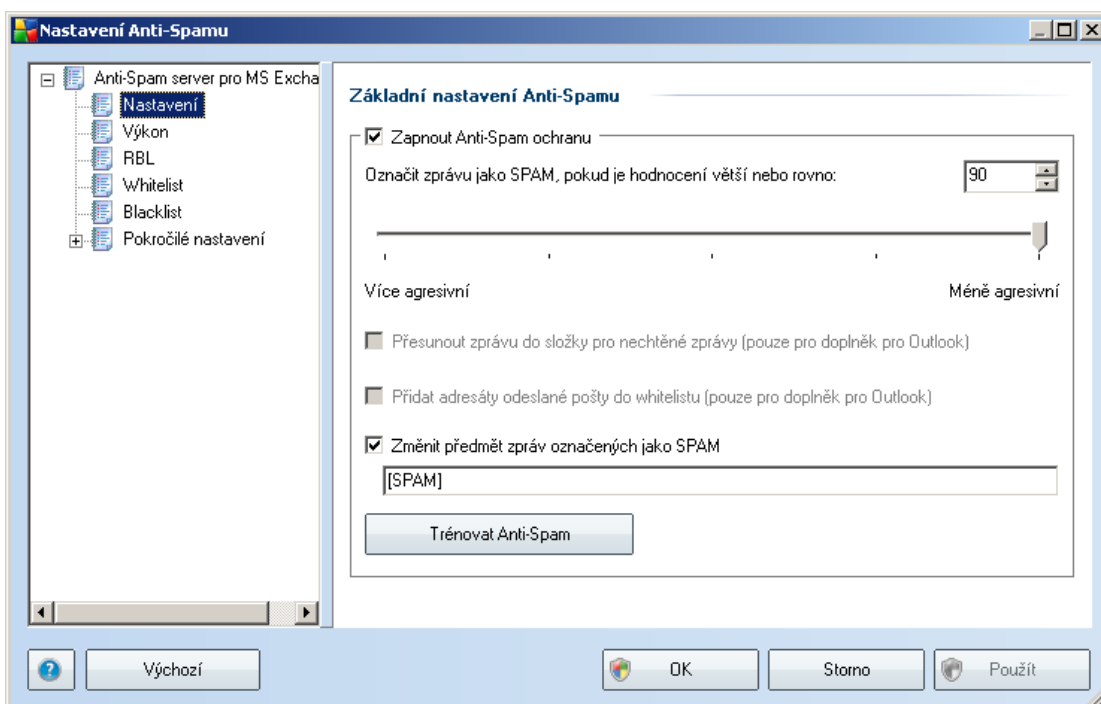 Nastavení Anti-Spamu
Anti-Spam server pro MS Excha
Nastavení
Výkon
RBL
Whitelist
Blacklist
Pokročilé nastavení
Základní nastavení Anti-Spamu
Zapnout Anti-Spam ochranu
Označit zprávu jako SPAM, pokud je hodnocení větší nebo rovno:
90
Více agresivní
Méně agresivní
Přesunout zprávu do složky pro nechtěné zprávy (pouze pro doplněk pro Outlook)
Přidat adresáty odeslané pošty do whitelistu (pouze pro doplněk pro Outlook)
Změnit předmět zpráv označených jako SPAM
[SPAM]
Trénovat Anti-Spam
Výchozí
OK
Storno
Použít